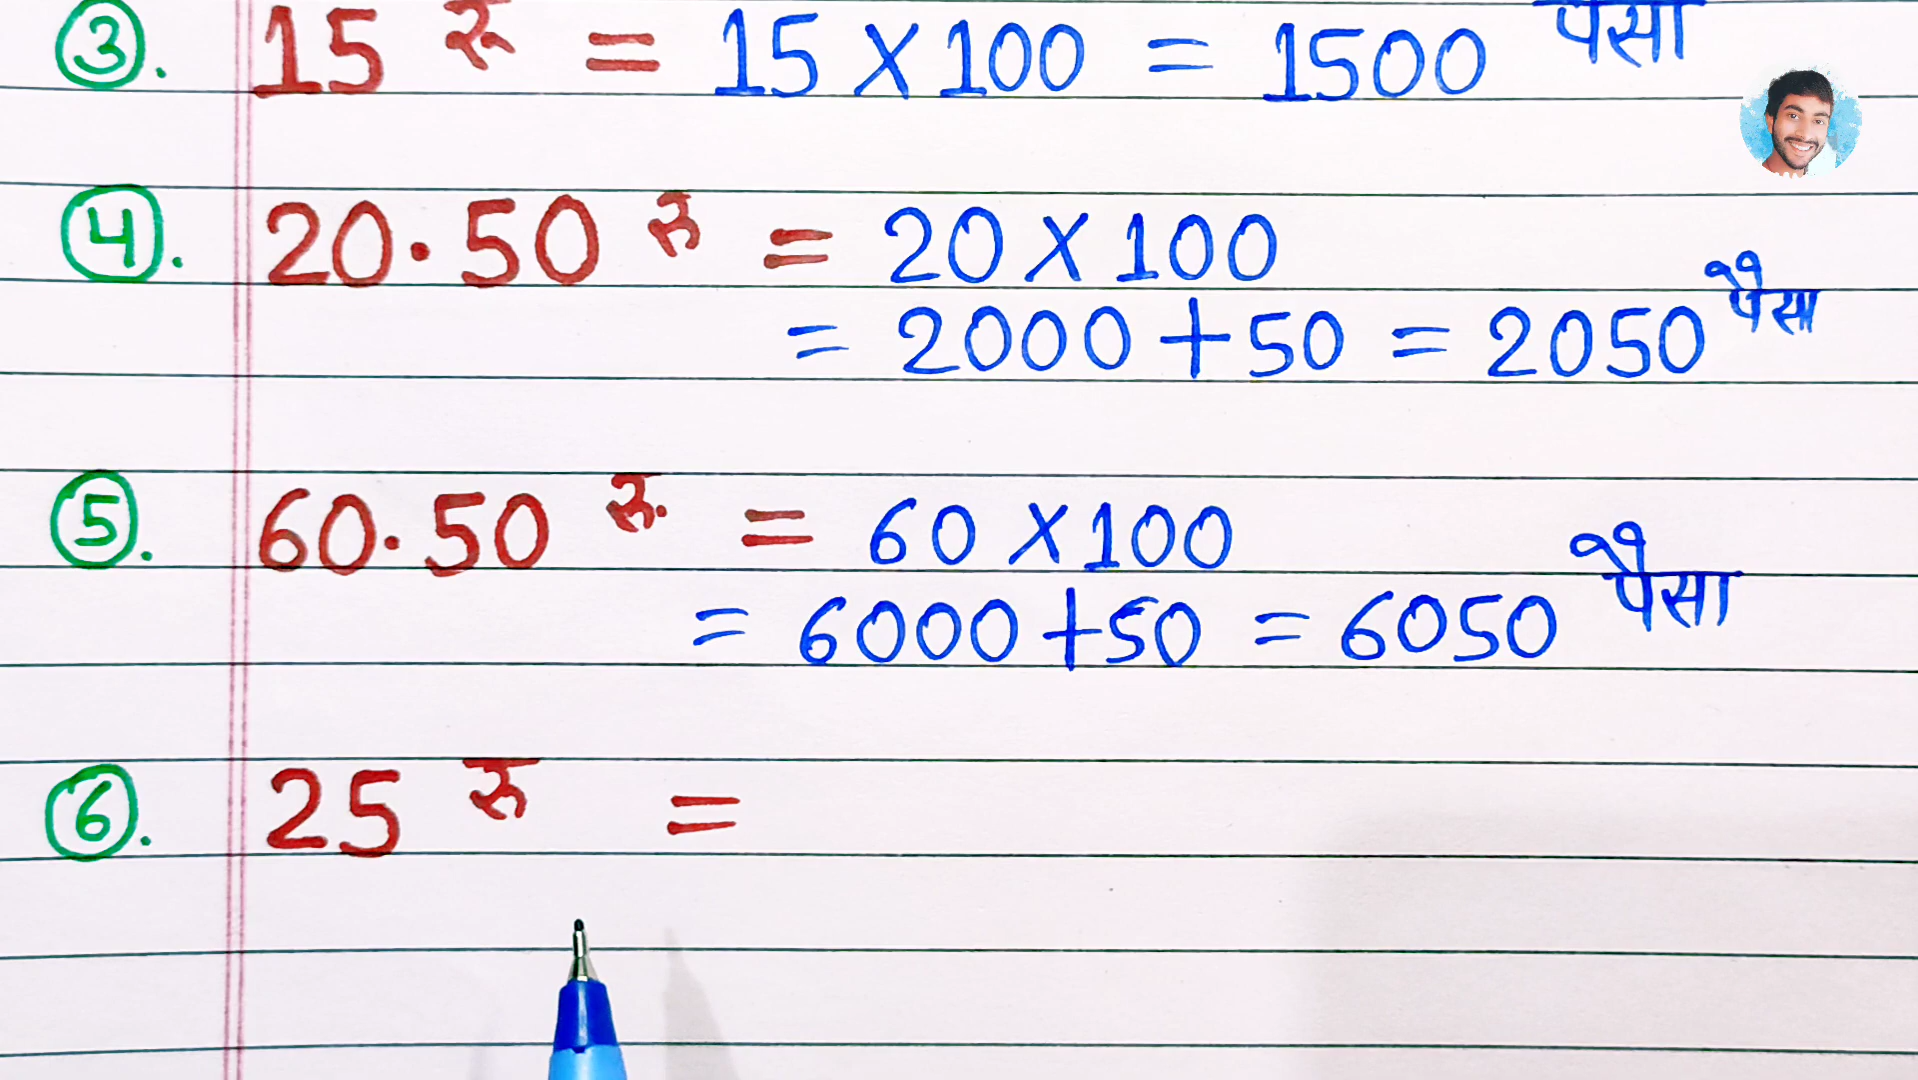 3. 15 रू = 15 X 100 = 1500 पैसा
4. 20.50 रु = 20 X 100
= 2000 + 50 = 2050 पैसा
5. 60.50 रू. = 60 X 100
= 6000 + 50 = 6050 पैसा
6. 25 रु =